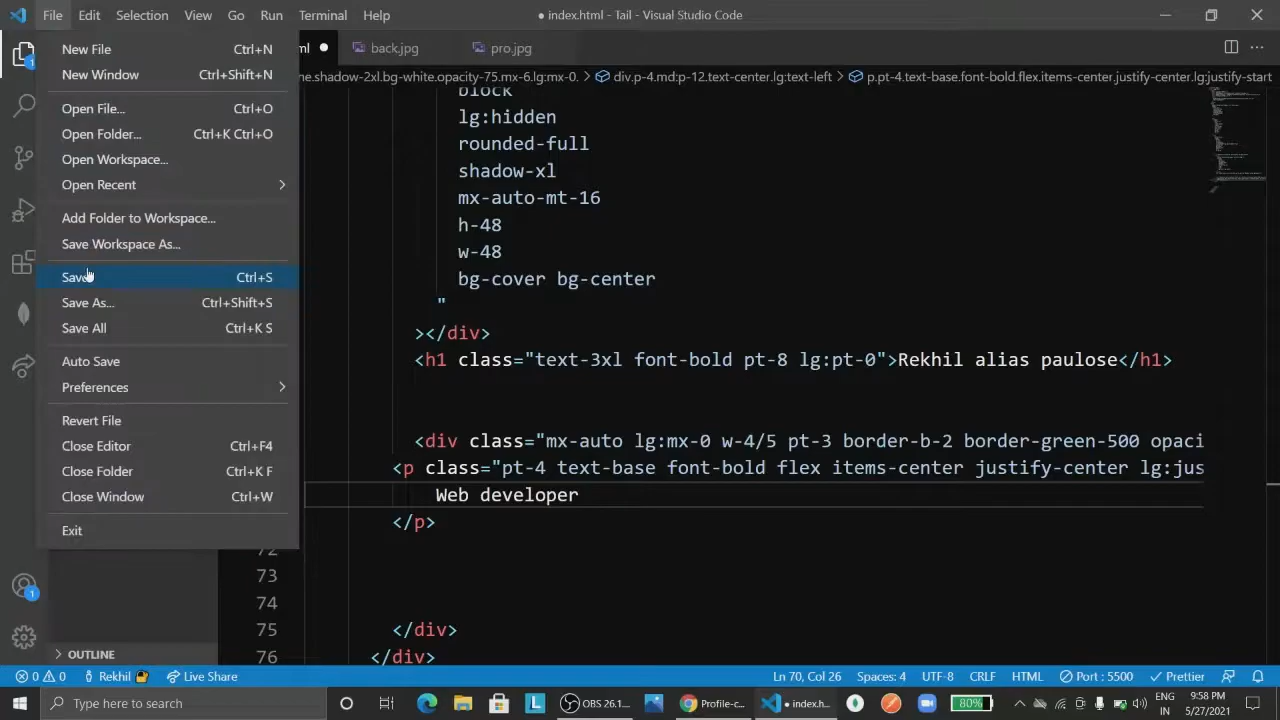 File Edit Selection View Go Run Terminal Help
● index.html - Tail - Visual Studio Code
New File Ctrl+N
New Window Ctrl+Shift+N
Open File... Ctrl+O
Open Folder... Ctrl+K Ctrl+O
Open Workspace...
Open Recent
Add Folder to Workspace...
Save Workspace As...
Save Ctrl+S
Save As... Ctrl+Shift+S
Save All Ctrl+K S
Auto Save
Preferences
Revert File
Close Editor Ctrl+F4
Close Folder Ctrl+K F
Close Window Ctrl+W
Exit
ml ● back.jpg pro.jpg
ne.shadow-2xl.bg-white.opacity-75.mx-6.lg:mx-0. > div.p-4.md:p-12.text-center.lg:text-left > p.pt-4.text-base.font-bold.flex.items-center.justify-center.lg:justify-start
block
lg:hidden
rounded-full
shadow-xl
mx-auto-mt-16
h-48
w-48
bg-cover bg-center
"
></div>
<h1 class="text-3xl font-bold pt-8 lg:pt-0">Rekhil alias paulose</h1>
<div class="mx-auto lg:mx-0 w-4/5 pt-3 border-b-2 border-green-500 opaci
<p class="pt-4 text-base font-bold flex items-center justify-center lg:jus
Web developer
</p>
72
73
74
75 </div>
76 </div>
OUTLINE
1
1
0 0 Rekhil Live Share
Ln 70, Col 26 Spaces: 4 UTF-8 CRLF HTML Port : 5500 Prettier
Type here to search
L
OBS 26.1...
Profile-c...
● index.h...
80%
ENG
IN
9:58 PM
5/27/2021